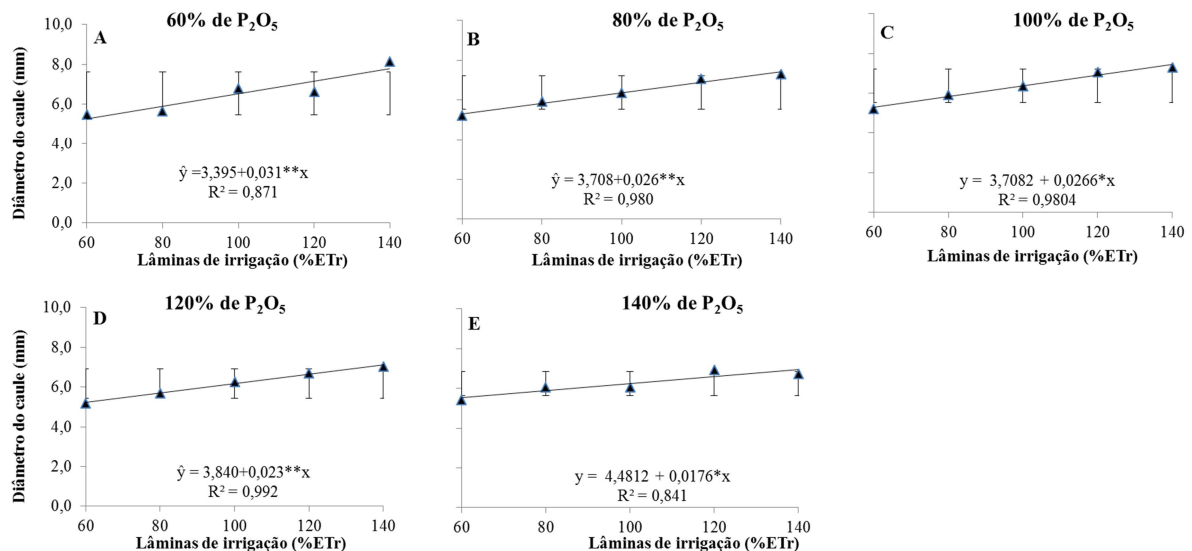 60% de P₂O₅
A
Diâmetro do caule (mm)
10,0
8,0
6,0
4,0
2,0
0,0
ŷ =3,395+0,031**x
R² = 0,871
60 80 100 120 140
Lâminas de irrigação (%ETr)
80% de P₂O₅
B
ŷ = 3,708+0,026**x
R² = 0,980
60 80 100 120 140
Lâminas de irrigação (%ETr)
100% de P₂O₅
C
y = 3,7082 + 0,0266*x
R² = 0,9804
60 80 100 120 140
Lâminas de irrigação (%ETr)
120% de P₂O₅
D
Diâmetro do caule (mm)
10,0
8,0
6,0
4,0
2,0
0,0
ŷ = 3,840+0,023**x
R² = 0,992
60 80 100 120 140
Lâminas de irrigação (%ETr)
140% de P₂O₅
E
y = 4,4812 + 0,0176*x
R² = 0,841
60 80 100 120 140
Lâminas de irrigação (%ETr)